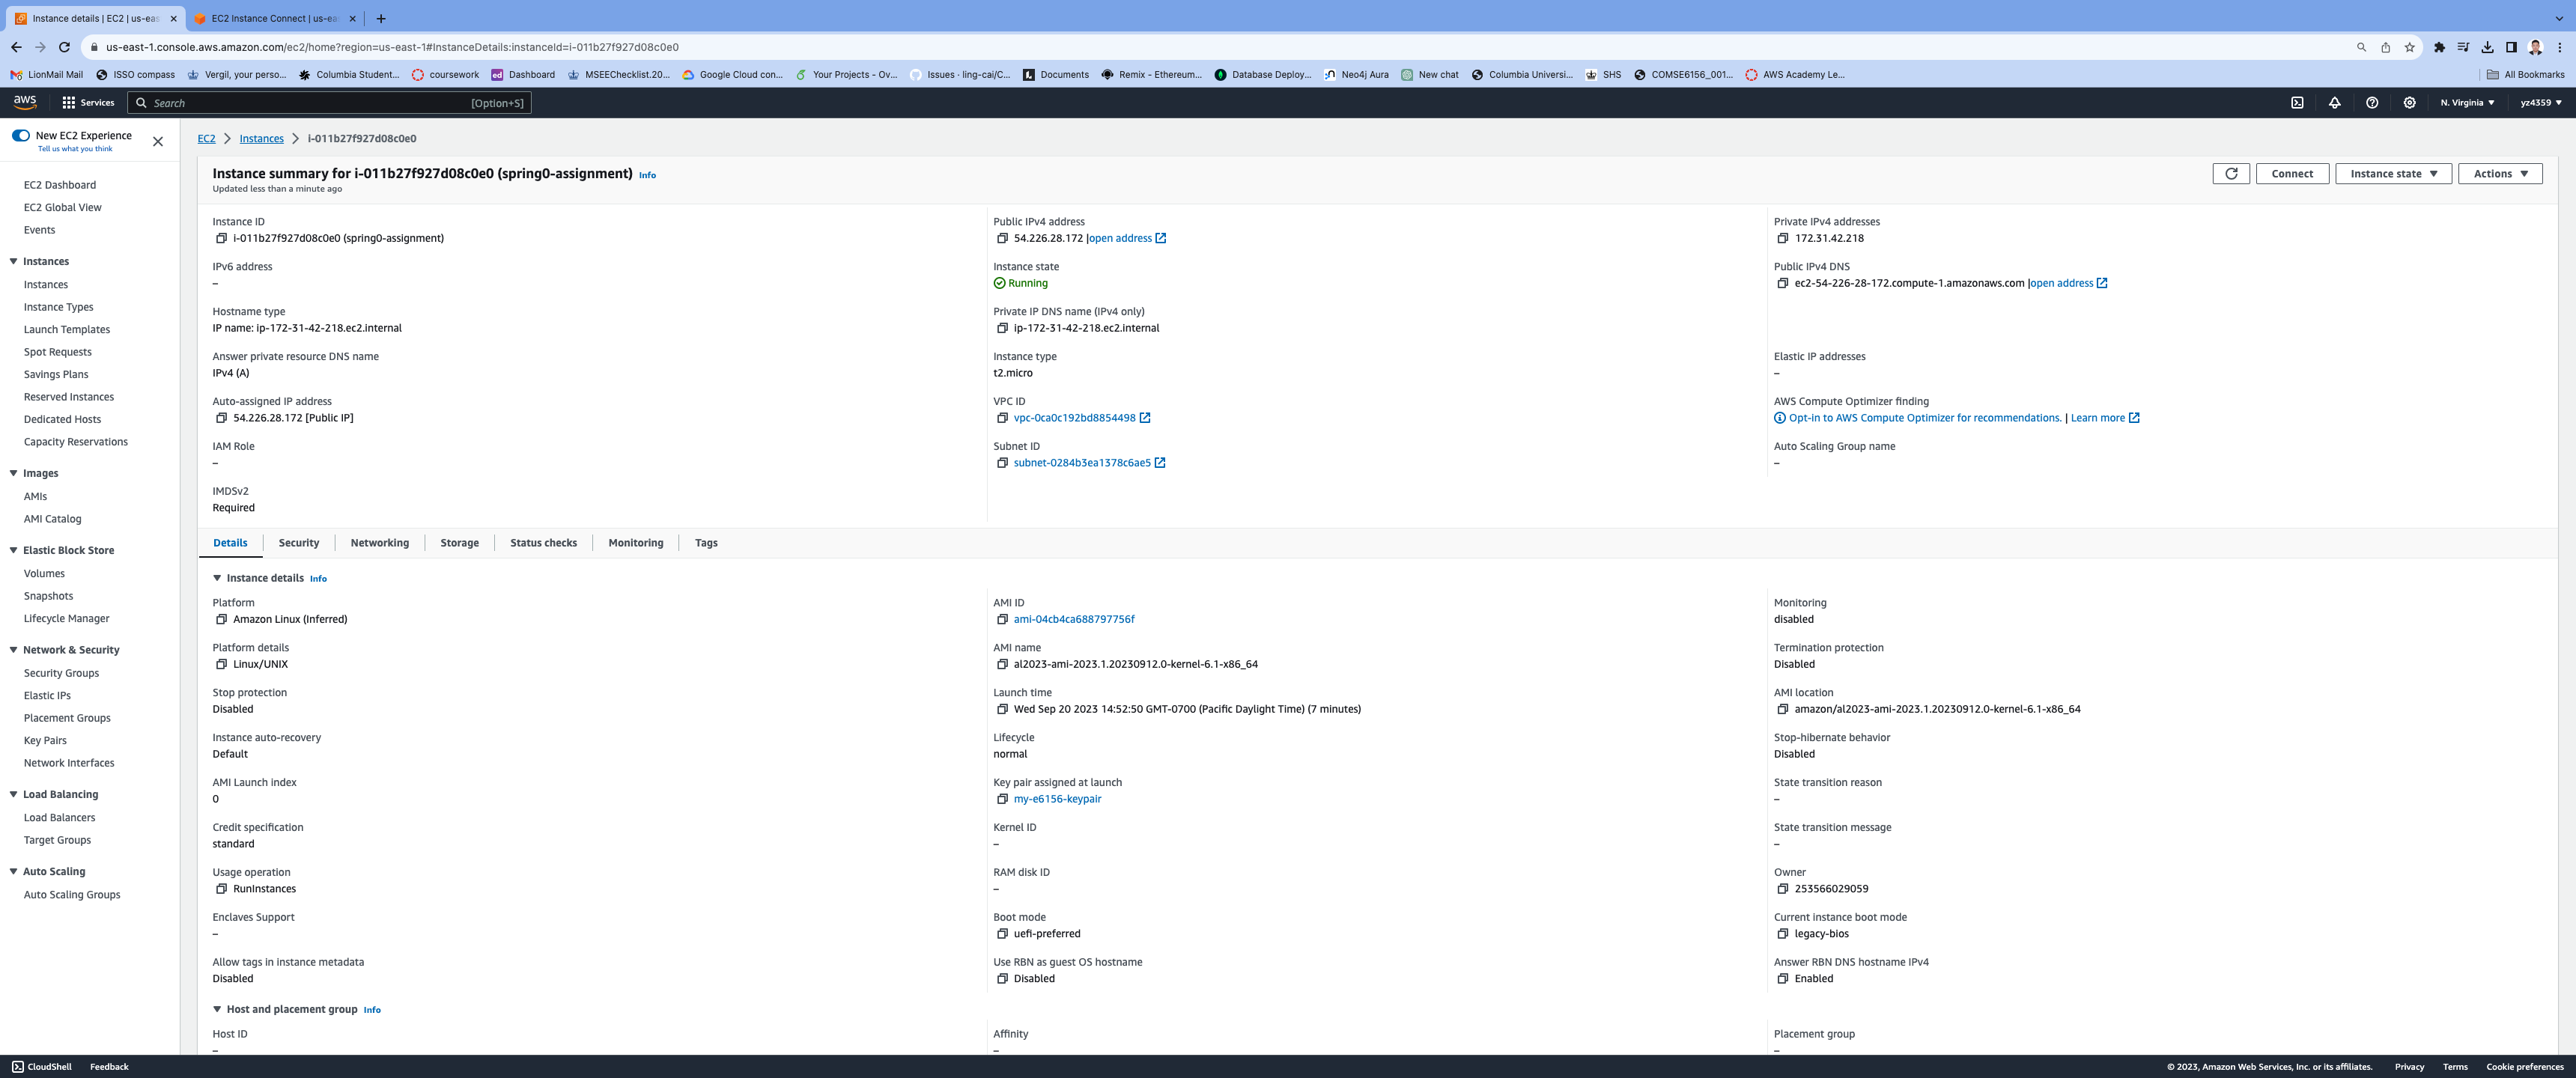 Instance details | EC2 | us-eas
EC2 Instance Connect | us-ea
us-east-1.console.aws.amazon.com/ec2/home?region=us-east-1#InstanceDetails:instanceId=i-011b27f927d08c0e0
LionMail Mail ISSO compass Vergil, your perso... Columbia Student... coursework Dashboard MSEEChecklist.20... Google Cloud con... Your Projects - Ov... Issues · ling-cai/C... Documents Remix - Ethereum... Database Deploy... Neo4j Aura New chat Columbia Universi... SHS COMSE6156_001... AWS Academy Le... All Bookmarks
aws Services Search [Option+S] N. Virginia yz4359
New EC2 Experience
Tell us what you think
EC2 Dashboard
EC2 Global View
Events
Instances
Instances
Instance Types
Launch Templates
Spot Requests
Savings Plans
Reserved Instances
Dedicated Hosts
Capacity Reservations
Images
AMIs
AMI Catalog
Elastic Block Store
Volumes
Snapshots
Lifecycle Manager
Network & Security
Security Groups
Elastic IPs
Placement Groups
Key Pairs
Network Interfaces
Load Balancing
Load Balancers
Target Groups
Auto Scaling
Auto Scaling Groups
EC2 Instances i-011b27f927d08c0e0
Instance summary for i-011b27f927d08c0e0 (spring0-assignment) Info
Updated less than a minute ago
Connect Instance state Actions
Instance ID
i-011b27f927d08c0e0 (spring0-assignment)
Public IPv4 address
54.226.28.172 |open address
Private IPv4 addresses
172.31.42.218
IPv6 address
–
Instance state
Running
Public IPv4 DNS
ec2-54-226-28-172.compute-1.amazonaws.com |open address
Hostname type
IP name: ip-172-31-42-218.ec2.internal
Private IP DNS name (IPv4 only)
ip-172-31-42-218.ec2.internal
Answer private resource DNS name
IPv4 (A)
Instance type
t2.micro
Elastic IP addresses
–
Auto-assigned IP address
54.226.28.172 [Public IP]
VPC ID
vpc-0ca0c192bd8854498
AWS Compute Optimizer finding
Opt-in to AWS Compute Optimizer for recommendations. | Learn more
IAM Role
–
Subnet ID
subnet-0284b3ea1378c6ae5
Auto Scaling Group name
–
IMDSv2
Required
Details Security Networking Storage Status checks Monitoring Tags
Instance details Info
Platform
Amazon Linux (Inferred)
AMI ID
ami-04cb4ca688797756f
Monitoring
disabled
Platform details
Linux/UNIX
AMI name
al2023-ami-2023.1.20230912.0-kernel-6.1-x86_64
Termination protection
Disabled
Stop protection
Disabled
Launch time
Wed Sep 20 2023 14:52:50 GMT-0700 (Pacific Daylight Time) (7 minutes)
AMI location
amazon/al2023-ami-2023.1.20230912.0-kernel-6.1-x86_64
Instance auto-recovery
Default
Lifecycle
normal
Stop-hibernate behavior
Disabled
AMI Launch index
0
Key pair assigned at launch
my-e6156-keypair
State transition reason
–
Credit specification
standard
Kernel ID
–
State transition message
–
Usage operation
RunInstances
RAM disk ID
–
Owner
253566029059
Enclaves Support
–
Boot mode
uefi-preferred
Current instance boot mode
legacy-bios
Allow tags in instance metadata
Disabled
Use RBN as guest OS hostname
Disabled
Answer RBN DNS hostname IPv4
Enabled
Host and placement group Info
Host ID
–
Affinity
–
Placement group
–
CloudShell Feedback © 2023, Amazon Web Services, Inc. or its affiliates. Privacy Terms Cookie preferences